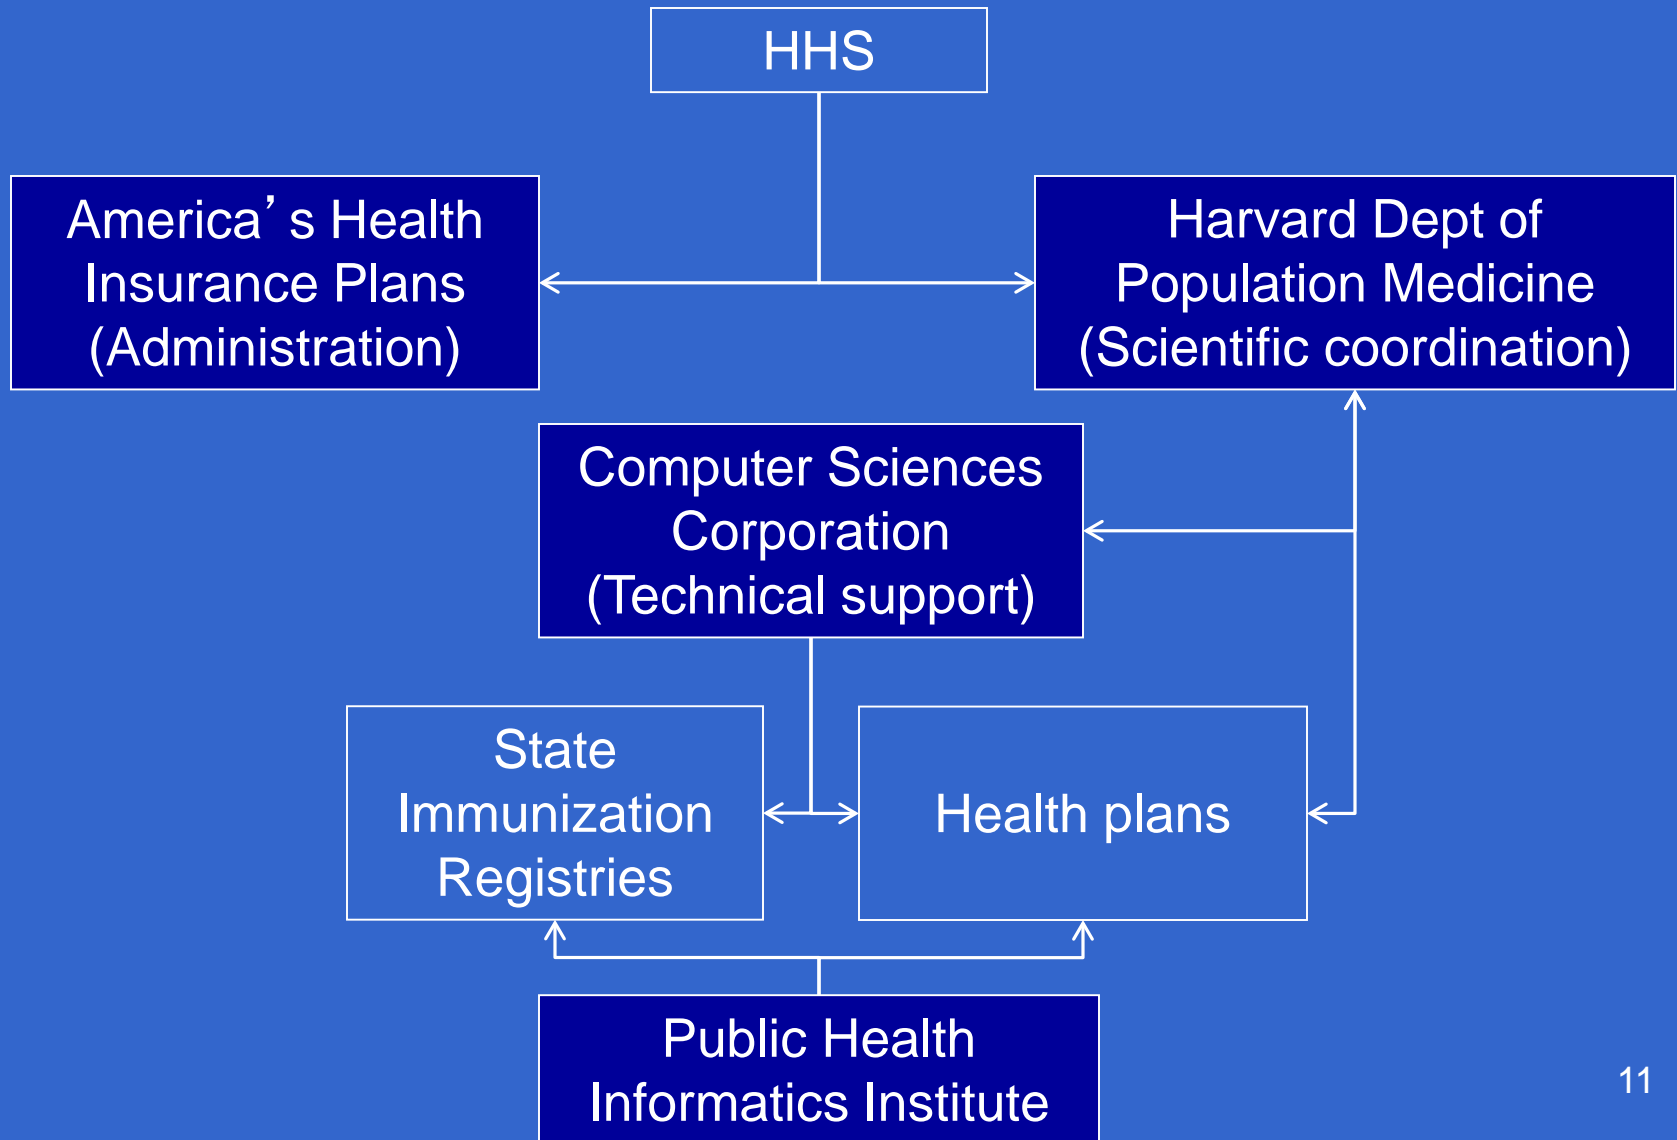 HHS
America’s Health
Insurance Plans
(Administration)
Harvard Dept of
Population Medicine
(Scientific coordination)
Computer Sciences
Corporation
(Technical support)
State
Immunization
Registries
Health plans
Public Health
Informatics Institute
11